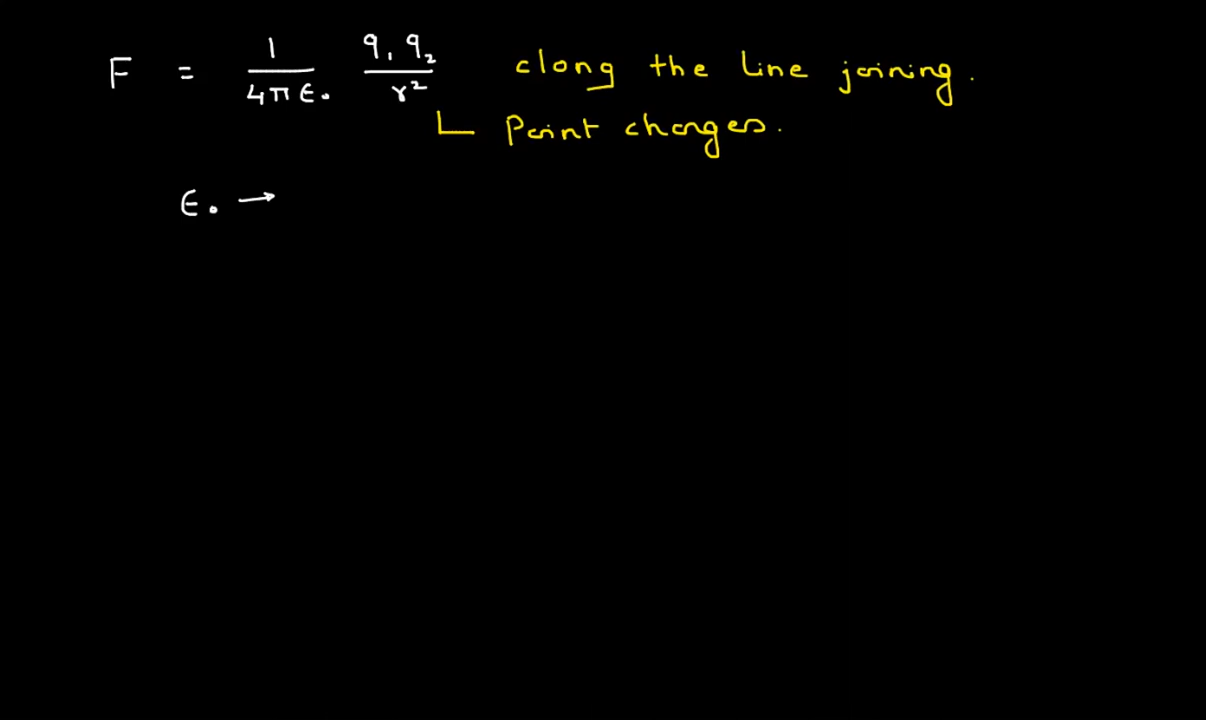 F = 1/4πϵ₀ q₁q₂/r² along the line joining.
Point charges.
ϵ₀ →